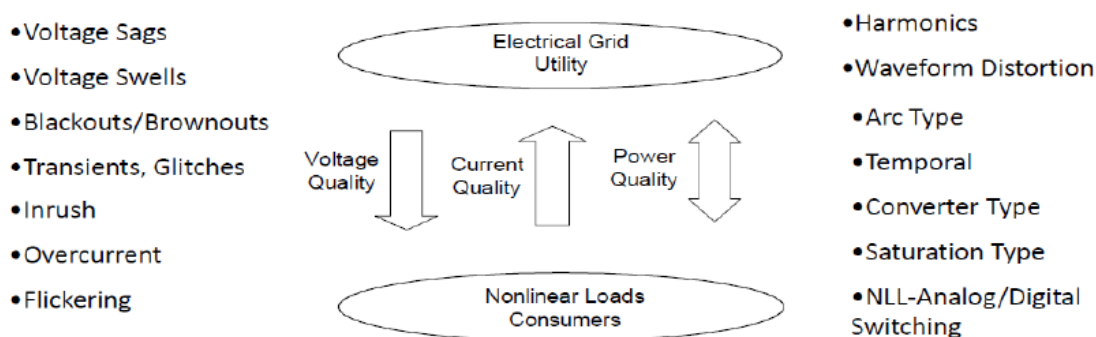 •Voltage Sags
•Voltage Swells
•Blackouts/Brownouts
•Transients, Glitches
•Inrush
•Overcurrent
•Flickering
Electrical Grid
Utility
Voltage
Quality
Current
Quality
Power
Quality
Nonlinear Loads
Consumers
•Harmonics
•Waveform Distortion
•Arc Type
•Temporal
•Converter Type
•Saturation Type
•NLL-Analog/Digital
Switching